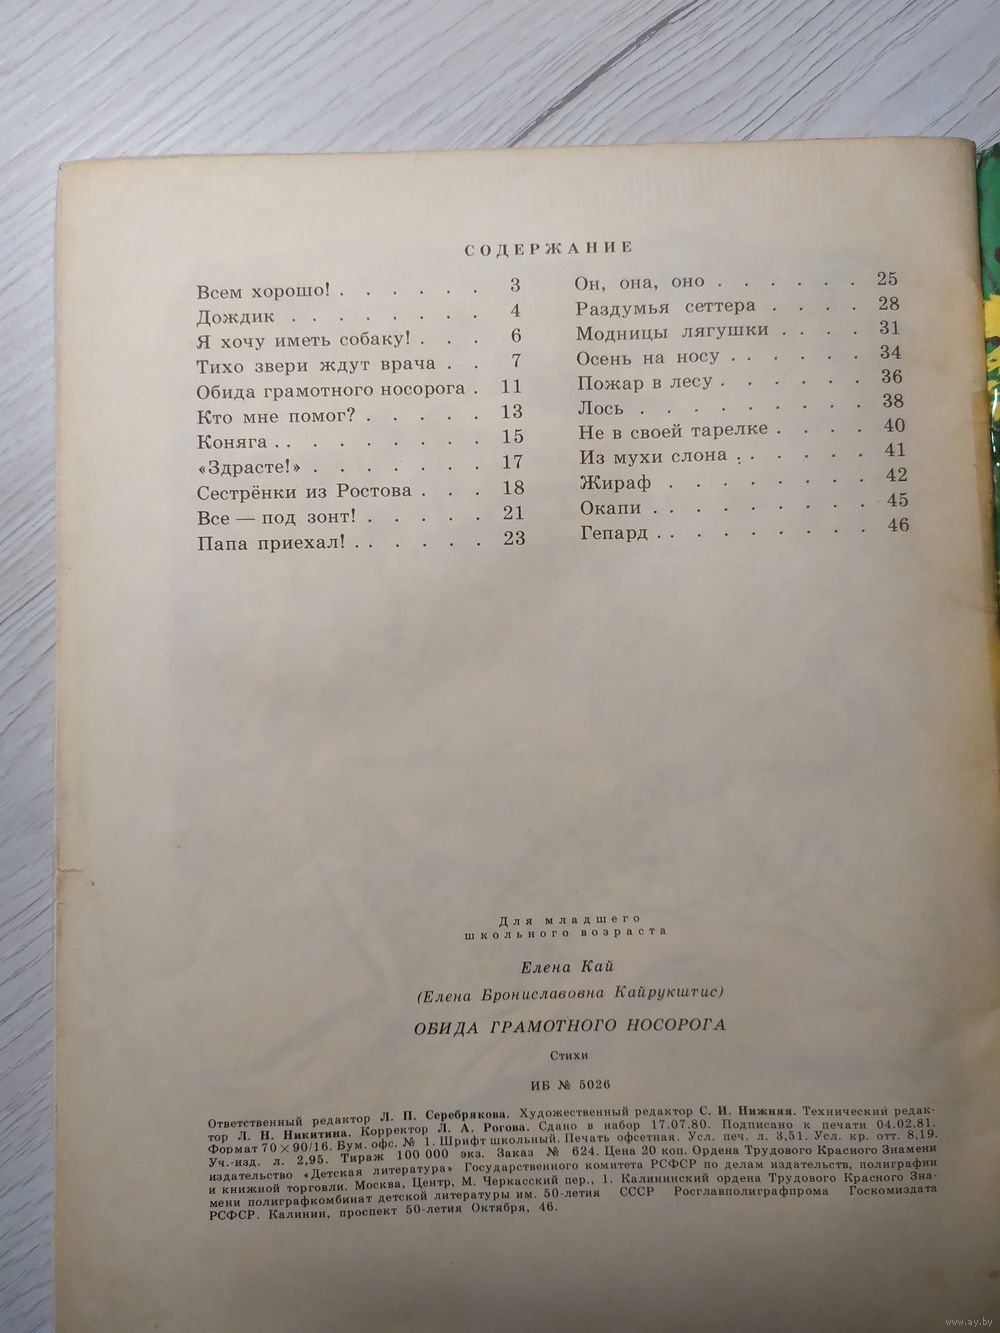 СОДЕРЖАНИЕ
Всем хорошо! . . . . . . 3
Дождик . . . . . . . . 4
Я хочу иметь собаку! . . . 6
Тихо звери ждут врача . . 7
Обида грамотного носорога . 11
Кто мне помог? . . . . . 13
Коняга . . . . . . . . . 15
«Здрасте!» . . . . . . . 17
Сестрёнки из Ростова . . . 18
Все — под зонт! . . . . . 21
Папа приехал! . . . . . . 23
Он, она, оно . . . . . . 25
Раздумья сеттера . . . . 28
Модницы лягушки . . . . 31
Осень на носу . . . . . . 34
Пожар в лесу . . . . . . 36
Лось . . . . . . . . . 38
Не в своей тарелке . . . . 40
Из мухи слона . . . . . . 41
Жираф . . . . . . . . 42
Окапи . . . . . . . . . 45
Гепард . . . . . . . . . 46
Для младшего
школьного возраста
Елена Кай
(Елена Брониславовна Кайрукштис)
ОБИДА ГРАМОТНОГО НОСОРОГА
Стихи
ИБ № 5026
Ответственный редактор Л. П. Серебрякова. Художественный редактор С. И. Нижняя. Технический редак-
тор Л. Н. Никитина. Корректор Л. А. Рогова. Сдано в набор 17.07.80. Подписано к печати 04.02.81.
Формат 70×90/16. Бум. офс. № 1. Шрифт школьный. Печать офсетная. Усл. печ. л. 3,51. Усл. кр. отт. 8,19.
Уч.-изд. л. 2,95. Тираж 100 000 экз. Заказ № 624. Цена 20 коп. Ордена Трудового Красного Знамени
издательство «Детская литература» Государственного комитета РСФСР по делам издательств, полиграфии
и книжной торговли. Москва, Центр, М. Черкасский пер., 1. Калининский ордена Трудового Красного Зна-
мени полиграфкомбинат детской литературы им. 50-летия СССР Росглавполиграфпрома Госкомиздата
РСФСР. Калинин, проспект 50-летия Октября, 46.
www.ay.by